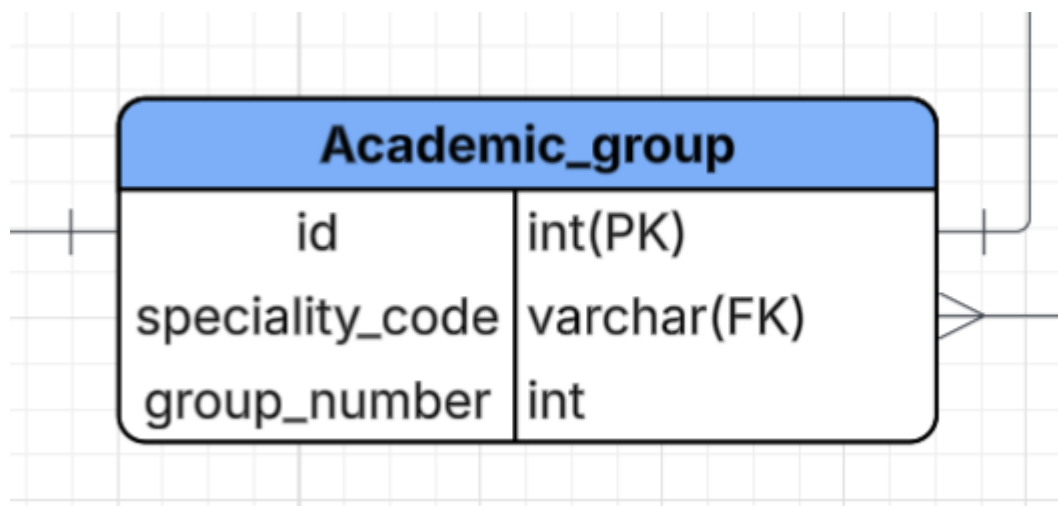 Academic_group
id int(PK)
speciality_code varchar(FK)
group_number int